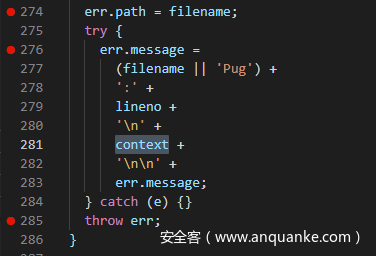 274 err.path = filename;
275 try {
276 err.message =
277 (filename || 'Pug') +
278 ':' +
279 lineno +
280 '\n' +
281 context +
282 '\n\n' +
283 err.message;
284 } catch (e) {}
285 throw err;
286 }
安全客（www.anquanke.com）